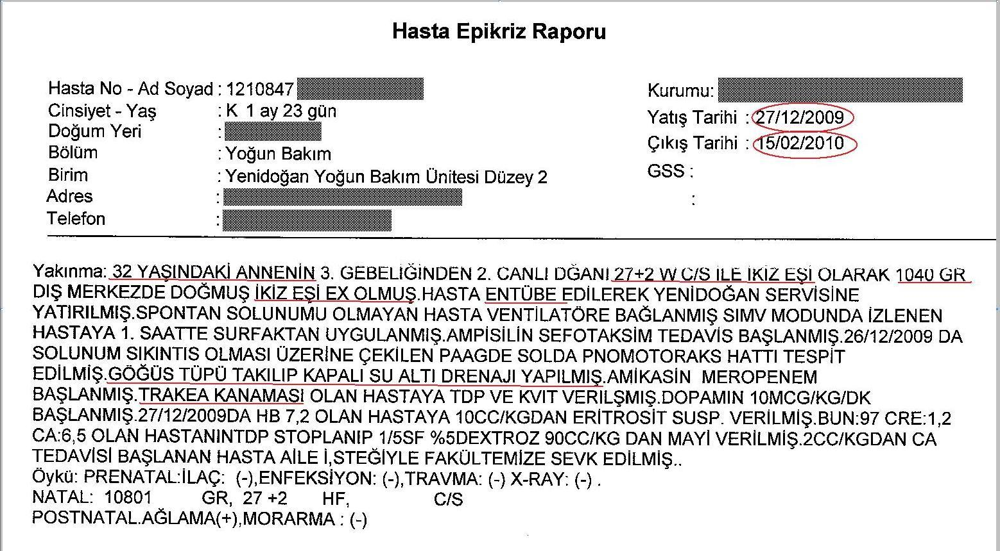 Hasta Epikriz Raporu
Hasta No - Ad Soyad : 1210847
Kurumu:
Cinsiyet - Yaş : K 1 ay 23 gün
Yatış Tarihi : 27/12/2009
Doğum Yeri :
Çıkış Tarihi : 15/02/2010
Bölüm : Yoğun Bakım
GSS :
Birim : Yenidoğan Yoğun Bakım Ünitesi Düzey 2
:
Adres :
Telefon :
Yakınma: 32 YAŞINDAKİ ANNENİN 3. GEBELİĞİNDEN 2. CANLI DĞANI 27+2 W C/S İLE İKİZ EŞİ OLARAK 1040 GR
DIŞ MERKEZDE DOĞMUŞ İKİZ EŞİ EX OLMUŞ.HASTA ENTÜBE EDİLEREK YENİDOĞAN SERVİSİNE
YATIRILMIŞ.SPONTAN SOLUNUMU OLMAYAN HASTA VENTİLATÖRE BAĞLANMIŞ SIMV MODUNDA İZLENEN
HASTAYA 1. SAATTE SURFAKTAN UYGULANMIŞ.AMPİSİLİN SEFOTAKSİM TEDAVİS BAŞLANMIŞ.26/12/2009 DA
SOLUNUM SIKINTIS OLMASI ÜZERİNE ÇEKİLEN PAAGDE SOLDA PNOMOTORAKS HATTI TESPİT
EDİLMİŞ.GÖĞÜS TÜPÜ TAKILIP KAPALI SU ALTI DRENAJI YAPILMIŞ.AMİKASİN MEROPENEM
BAŞLANMIŞ.TRAKEA KANAMASI OLAN HASTAYA TDP VE KVIT VERİLŞMIŞ.DOPAMIN 10MCG/KG/DK
BAŞLANMIŞ.27/12/2009DA HB 7,2 OLAN HASTAYA 10CC/KGDAN ERİTROSİT SUSP. VERİLMİŞ.BUN:97 CRE:1,2
CA:6,5 OLAN HASTANINTDP STOPLANIP 1/5SF %5DEXTROZ 90CC/KG DAN MAYİ VERİLMİŞ.2CC/KGDAN CA
TEDAVİSİ BAŞLANAN HASTA AİLE İ,STEĞİYLE FAKÜLTEMİZE SEVK EDİLMİŞ..
Öykü: PRENATAL:İLAÇ: (-),ENFEKSİYON: (-),TRAVMA: (-) X-RAY: (-) .
NATAL: 10801 GR, 27 +2 HF, C/S
POSTNATAL.AĞLAMA(+),MORARMA : (-)